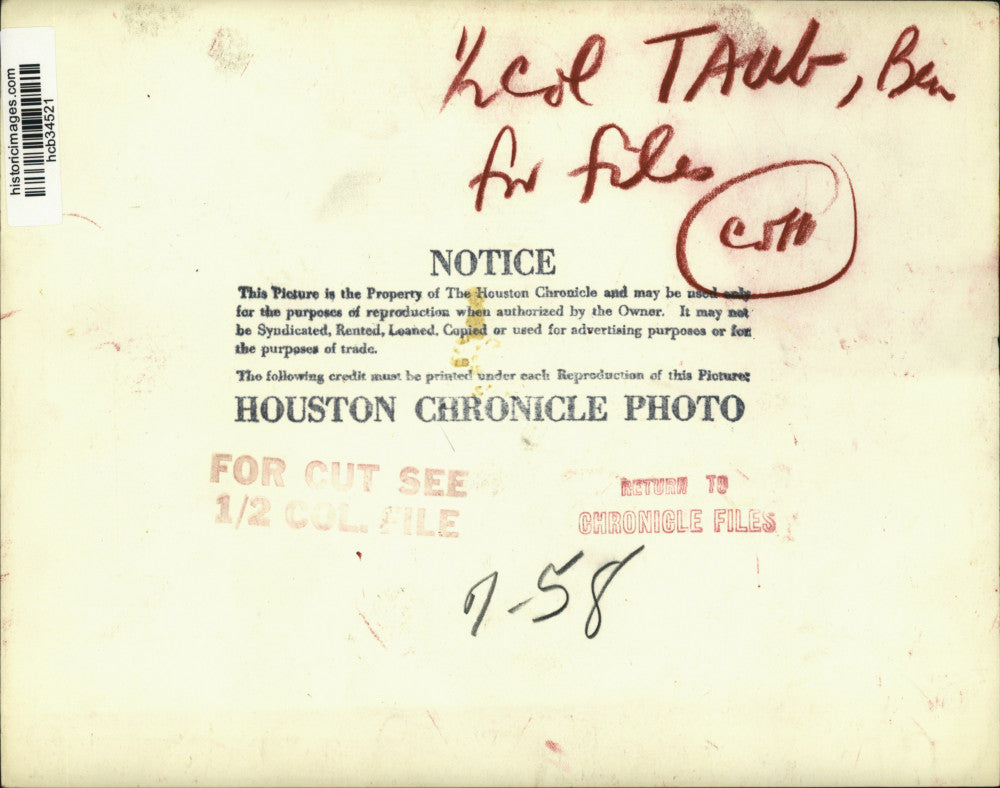 historicimages.com
hcb34521
1/2 col TAub, Ben
for files
NOTICE
This Picture is the Property of The Houston Chronicle and may be used only
for the purposes of reproduction when authorized by the Owner. It may not
be Syndicated, Rented, Loaned, Copied or used for advertising purposes or for
the purposes of trade.
The following credit must be printed under each Reproduction of this Picture:
HOUSTON CHRONICLE PHOTO
FOR CUT SEE
1/2 COL. FILE
RETURN TO
CHRONICLE FILES
7-58